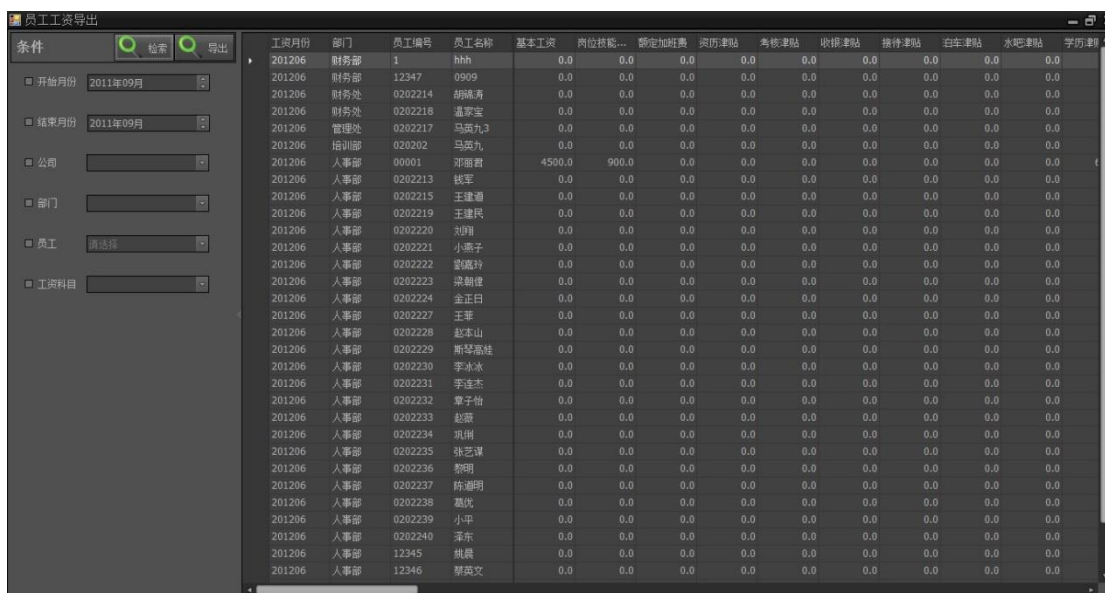 员工工资导出
条件 检索 导出
开始月份 2011年09月
结束月份 2011年09月
公司
部门
员工 请选择
工资科目
工资月份 部门 员工编号 员工名称 基本工资 岗位技能... 额定加班费 资历津贴 考核津贴 收银津贴 接待津贴 泊车津贴 水吧津贴 学历津贴
201206 财务部 1 hhh 0.0 0.0 0.0 0.0 0.0 0.0 0.0 0.0 0.0
201206 财务部 12347 0909 0.0 0.0 0.0 0.0 0.0 0.0 0.0 0.0 0.0
201206 财务处 0202214 胡锦涛 0.0 0.0 0.0 0.0 0.0 0.0 0.0 0.0 0.0
201206 财务处 0202218 温家宝 0.0 0.0 0.0 0.0 0.0 0.0 0.0 0.0 0.0
201206 管理处 0202217 马英九3 0.0 0.0 0.0 0.0 0.0 0.0 0.0 0.0 0.0
201206 培训部 020202 马英九 0.0 0.0 0.0 0.0 0.0 0.0 0.0 0.0 0.0
201206 人事部 00001 邓丽君 4500.0 900.0 0.0 0.0 0.0 0.0 0.0 0.0 0.0
201206 人事部 0202213 钱军 0.0 0.0 0.0 0.0 0.0 0.0 0.0 0.0 0.0
201206 人事部 0202215 王建道 0.0 0.0 0.0 0.0 0.0 0.0 0.0 0.0 0.0
201206 人事部 0202219 王建民 0.0 0.0 0.0 0.0 0.0 0.0 0.0 0.0 0.0
201206 人事部 0202220 刘翔 0.0 0.0 0.0 0.0 0.0 0.0 0.0 0.0 0.0
201206 人事部 0202221 小燕子 0.0 0.0 0.0 0.0 0.0 0.0 0.0 0.0 0.0
201206 人事部 0202222 劉嘉玲 0.0 0.0 0.0 0.0 0.0 0.0 0.0 0.0 0.0
201206 人事部 0202223 梁朝偉 0.0 0.0 0.0 0.0 0.0 0.0 0.0 0.0 0.0
201206 人事部 0202224 金正日 0.0 0.0 0.0 0.0 0.0 0.0 0.0 0.0 0.0
201206 人事部 0202227 王菲 0.0 0.0 0.0 0.0 0.0 0.0 0.0 0.0 0.0
201206 人事部 0202228 赵本山 0.0 0.0 0.0 0.0 0.0 0.0 0.0 0.0 0.0
201206 人事部 0202229 斯琴高娃 0.0 0.0 0.0 0.0 0.0 0.0 0.0 0.0 0.0
201206 人事部 0202230 李冰冰 0.0 0.0 0.0 0.0 0.0 0.0 0.0 0.0 0.0
201206 人事部 0202231 李连杰 0.0 0.0 0.0 0.0 0.0 0.0 0.0 0.0 0.0
201206 人事部 0202232 章子怡 0.0 0.0 0.0 0.0 0.0 0.0 0.0 0.0 0.0
201206 人事部 0202233 赵薇 0.0 0.0 0.0 0.0 0.0 0.0 0.0 0.0 0.0
201206 人事部 0202234 巩俐 0.0 0.0 0.0 0.0 0.0 0.0 0.0 0.0 0.0
201206 人事部 0202235 张艺谋 0.0 0.0 0.0 0.0 0.0 0.0 0.0 0.0 0.0
201206 人事部 0202236 黎明 0.0 0.0 0.0 0.0 0.0 0.0 0.0 0.0 0.0
201206 人事部 0202237 陈道明 0.0 0.0 0.0 0.0 0.0 0.0 0.0 0.0 0.0
201206 人事部 0202238 葛优 0.0 0.0 0.0 0.0 0.0 0.0 0.0 0.0 0.0
201206 人事部 0202239 小平 0.0 0.0 0.0 0.0 0.0 0.0 0.0 0.0 0.0
201206 人事部 0202240 泽东 0.0 0.0 0.0 0.0 0.0 0.0 0.0 0.0 0.0
201206 人事部 12345 姚晨 0.0 0.0 0.0 0.0 0.0 0.0 0.0 0.0 0.0
201206 人事部 12346 蔡英文 0.0 0.0 0.0 0.0 0.0 0.0 0.0 0.0 0.0